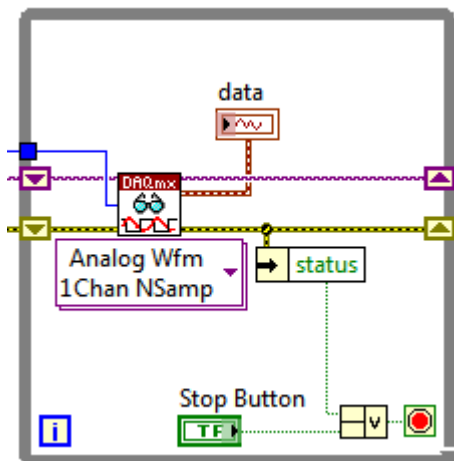 data
DAQmx
Analog Wfm
1Chan NSamp
status
Stop Button
TF
v
i